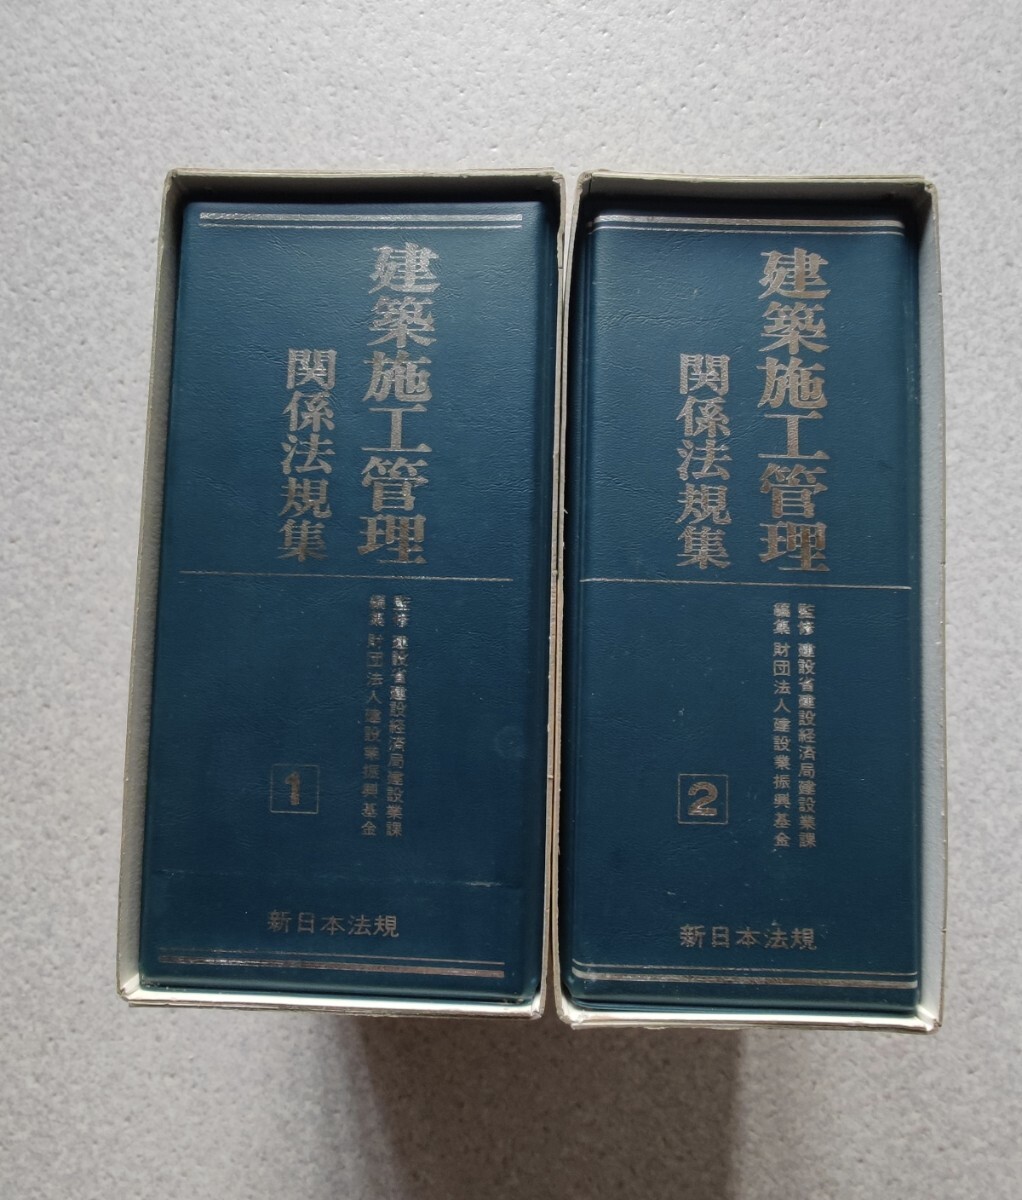 建築施工管理
関係法規集
監修 建設省建設経済局建設業課
編集 財団法人建設業振興基金
1
新日本法規
建築施工管理
関係法規集
監修 建設省建設経済局建設業課
編集 財団法人建設業振興基金
2
新日本法規